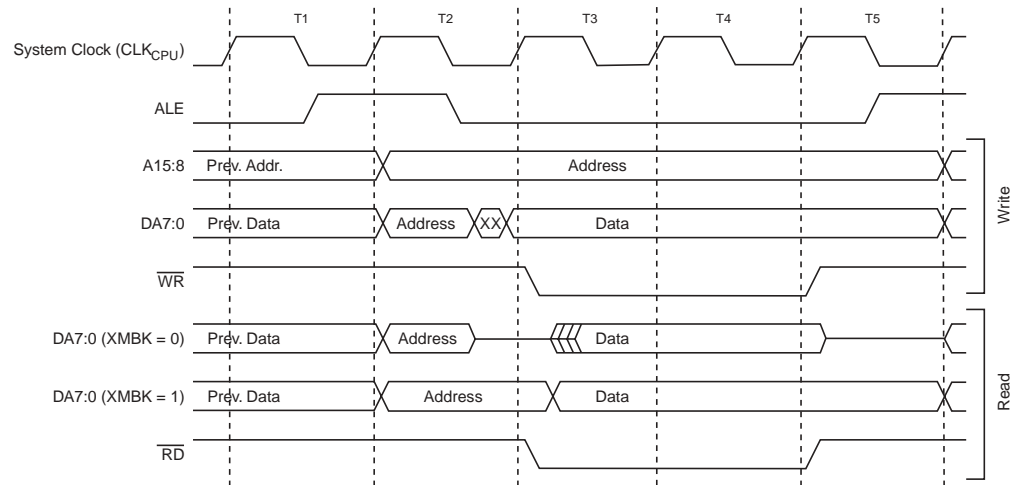 T1 T2 T3 T4 T5
System Clock (CLKCPU)
ALE
A15:8 Prev. Addr. Address
DA7:0 Prev. Data Address XX Data
WR
Write
DA7:0 (XMBK = 0) Prev. Data Address Data
DA7:0 (XMBK = 1) Prev. Data Address Data
RD
Read